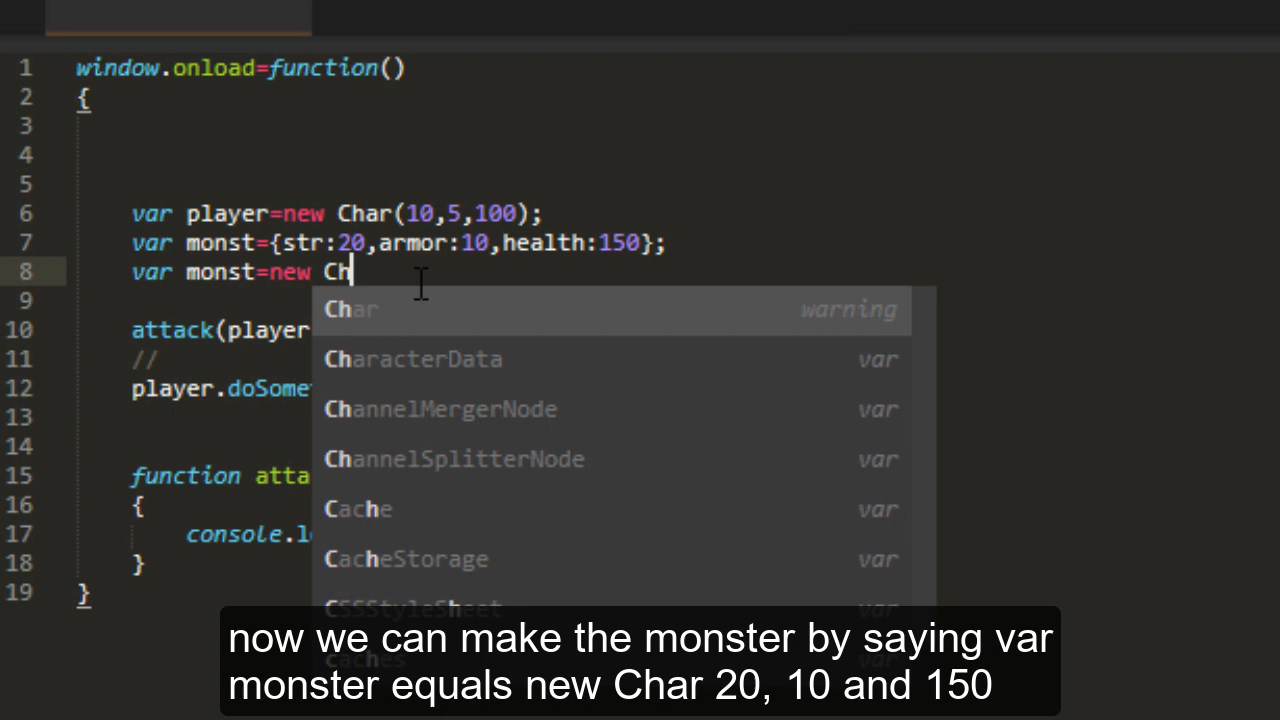 1 window.onload=function()
2 {
3
4
5
6 var player=new Char(10,5,100);
7 var monst={str:20,armor:10,health:150};
8 var monst=new Ch
9
10 attack(player
11 //
12 player.doSome
13
14
15 function atta
16 {
17 console.l
18 }
19 }
Char warning
CharacterData var
ChannelMergerNode var
ChannelSplitterNode var
Cache var
CacheStorage var
CSSStyleSheet var
caches var
now we can make the monster by saying var
monster equals new Char 20, 10 and 150